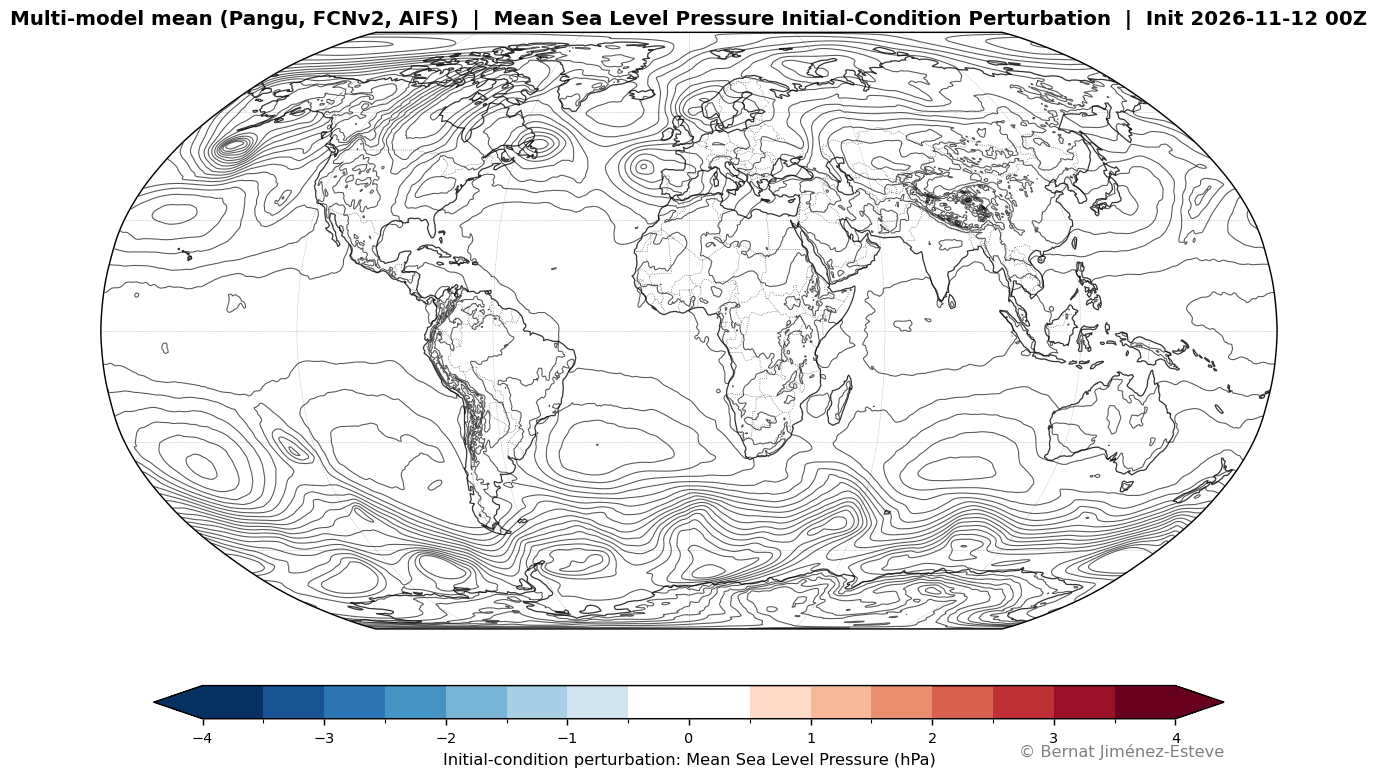 Multi-model mean (Pangu, FCNv2, AIFS) | Mean Sea Level Pressure Initial-Condition Perturbation | Init 2026-11-12 00Z
−4 −3 −2 −1 0 1 2 3 4
Initial-condition perturbation: Mean Sea Level Pressure (hPa)
© Bernat Jiménez-Esteve